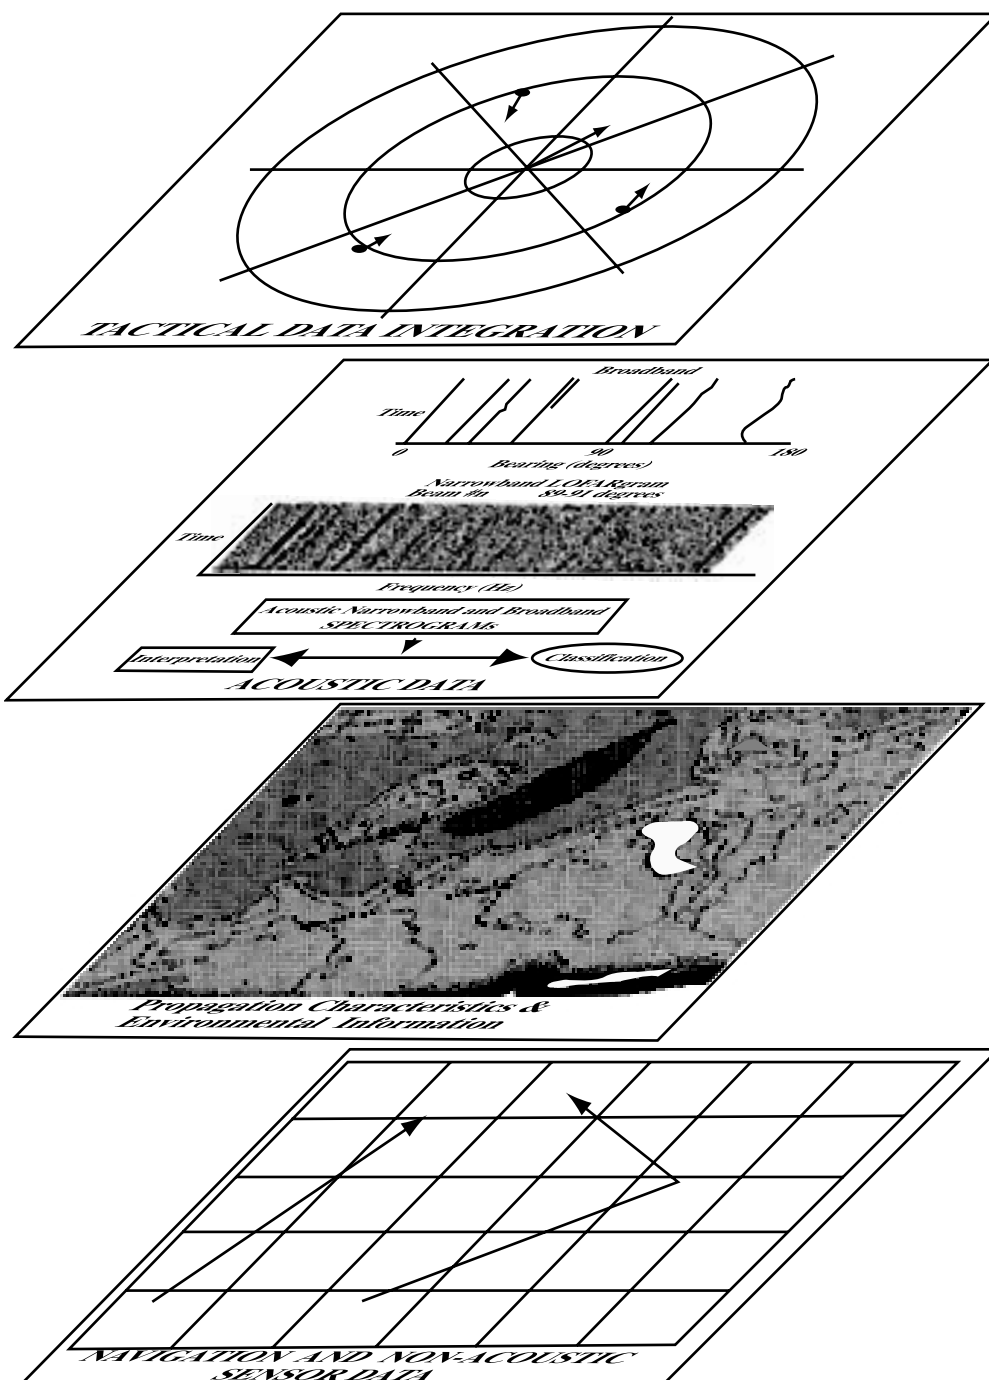 TACTICAL DATA INTEGRATION
Broadband
Time
0 90 180
Bearing (degrees)
Narrowband LOFARgram
Beam #n 89-91 degrees
Time
Frequency (Hz)
Acoustic Narrowband and Broadband
SPECTROGRAMs
Interpretation
Classification
ACOUSTIC DATA
Propagation Characteristics &
Environmental Information
NAVIGATION AND NON-ACOUSTIC
SENSOR DATA